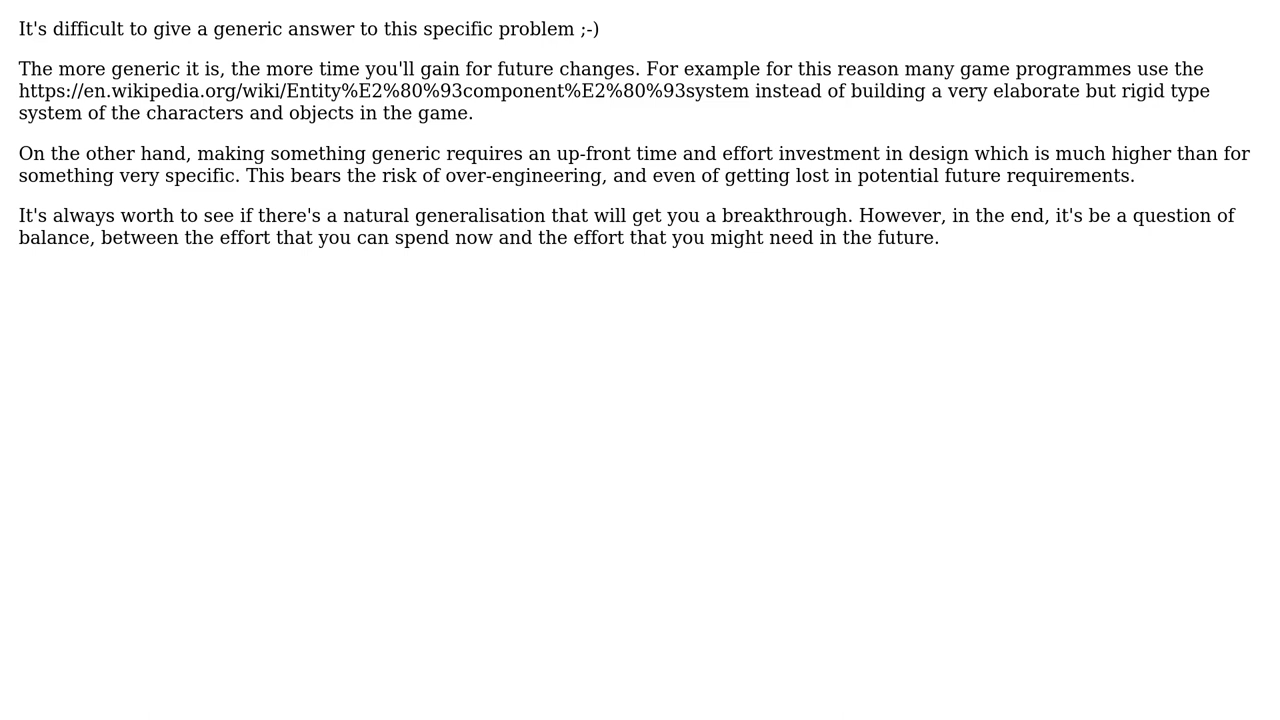 It's difficult to give a generic answer to this specific problem ;-)
The more generic it is, the more time you'll gain for future changes. For example for this reason many game programmes use the
https://en.wikipedia.org/wiki/Entity%E2%80%93component%E2%80%93system instead of building a very elaborate but rigid type
system of the characters and objects in the game.
On the other hand, making something generic requires an up-front time and effort investment in design which is much higher than for
something very specific. This bears the risk of over-engineering, and even of getting lost in potential future requirements.
It's always worth to see if there's a natural generalisation that will get you a breakthrough. However, in the end, it's be a question of
balance, between the effort that you can spend now and the effort that you might need in the future.